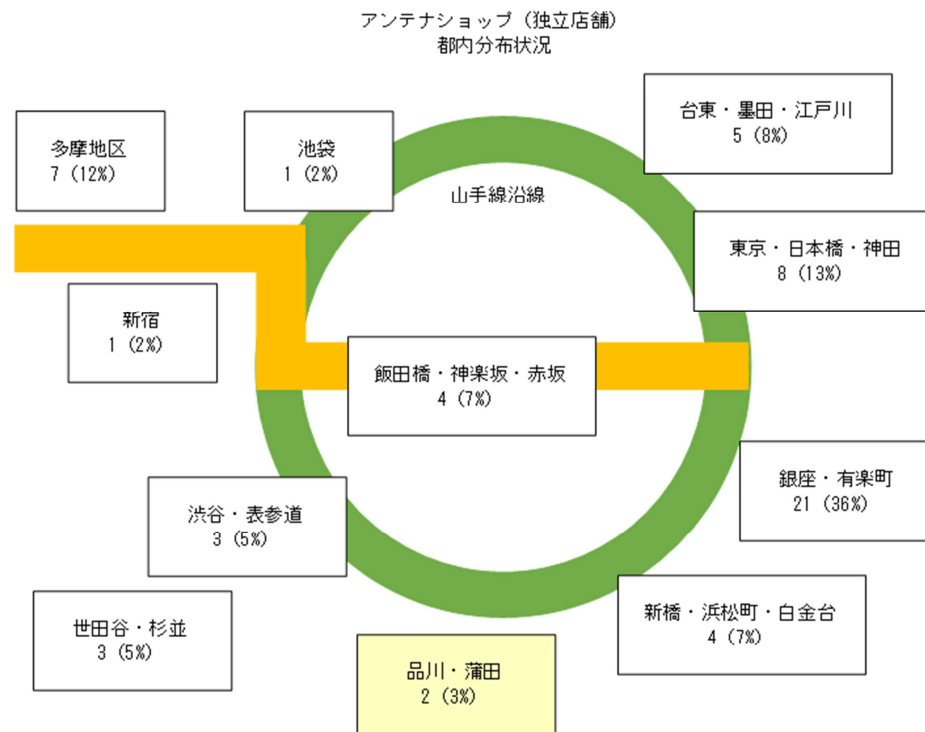 アンテナショップ（独立店舗）
都内分布状況
台東・墨田・江戸川
5（8%）
多摩地区
7（12%）
池袋
1（2%）
山手線沿線
東京・日本橋・神田
8（13%）
新宿
1（2%）
飯田橋・神楽坂・赤坂
4（7%）
銀座・有楽町
21（36%）
渋谷・表参道
3（5%）
新橋・浜松町・白金台
4（7%）
世田谷・杉並
3（5%）
品川・蒲田
2（3%）